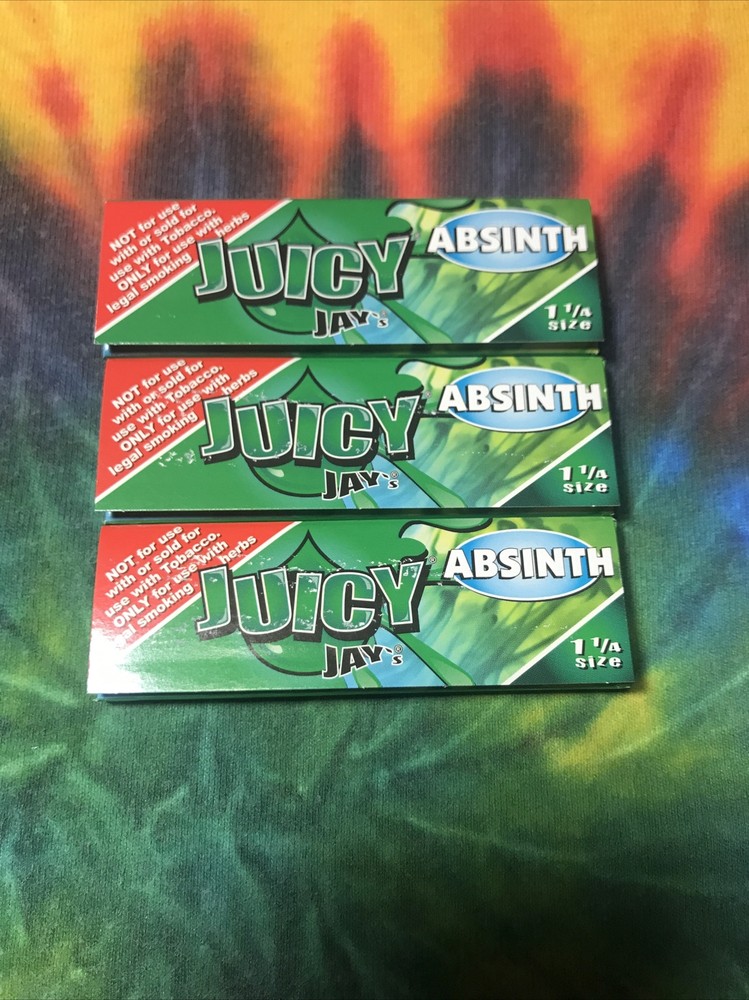 NOT for use
with or sold for
use with Tobacco.
ONLY for use with
legal smoking herbs
JUICY
JAY's®
ABSINTH
1 1/4
size
NOT for use
with or sold for
use with Tobacco.
ONLY for use with
legal smoking herbs
JUICY
JAY's®
ABSINTH
1 1/4
size
NOT for use
with or sold for
use with Tobacco.
ONLY for use with
smoking herbs
JUICY®
JAY's®
ABSINTH
1 1/4
size